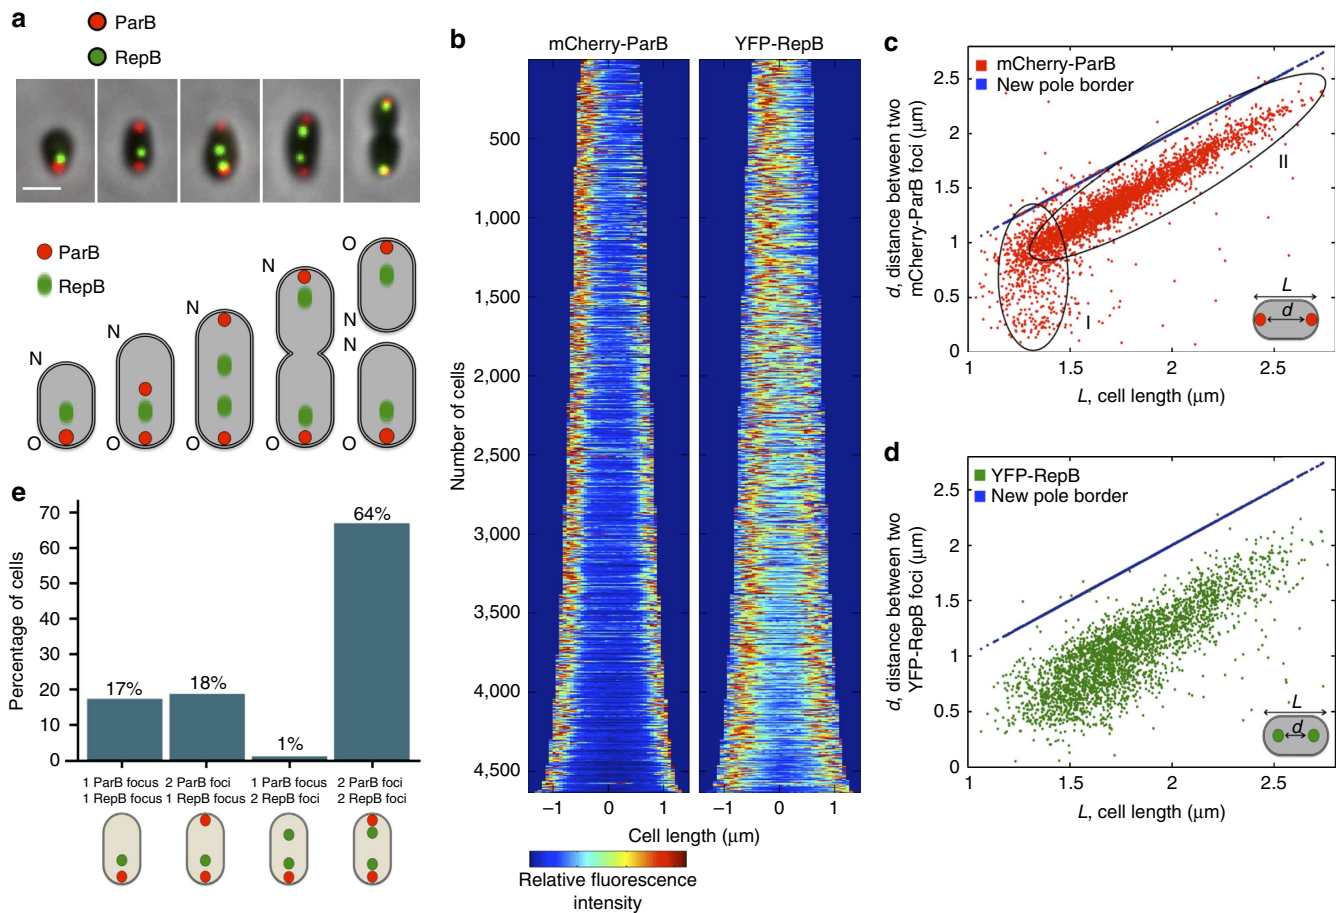 a
ParB
RepB
ParB
RepB
N
O
N
O
N
O
N
O
O
N
N
O
b
mCherry-ParB
YFP-RepB
Number of cells
500
1,000
1,500
2,000
2,500
3,000
3,500
4,000
4,500
–1 0 1
–1 0 1
Cell length (μm)
Relative fluorescence
intensity
c
mCherry-ParB
New pole border
d, distance between two
mCherry-ParB foci (μm)
2.5
2
1.5
1
0.5
0
II
I
L
d
1 1.5 2 2.5
L, cell length (μm)
d
YFP-RepB
New pole border
d, distance between two
YFP-RepB foci (μm)
2.5
2
1.5
1
0.5
0
L
d
1 1.5 2 2.5
L, cell length (μm)
e
Percentage of cells
70
60
50
40
30
20
10
0
17%
18%
1%
64%
1 ParB focus
1 RepB focus
2 ParB foci
1 RepB focus
1 ParB focus
2 RepB foci
2 ParB foci
2 RepB foci